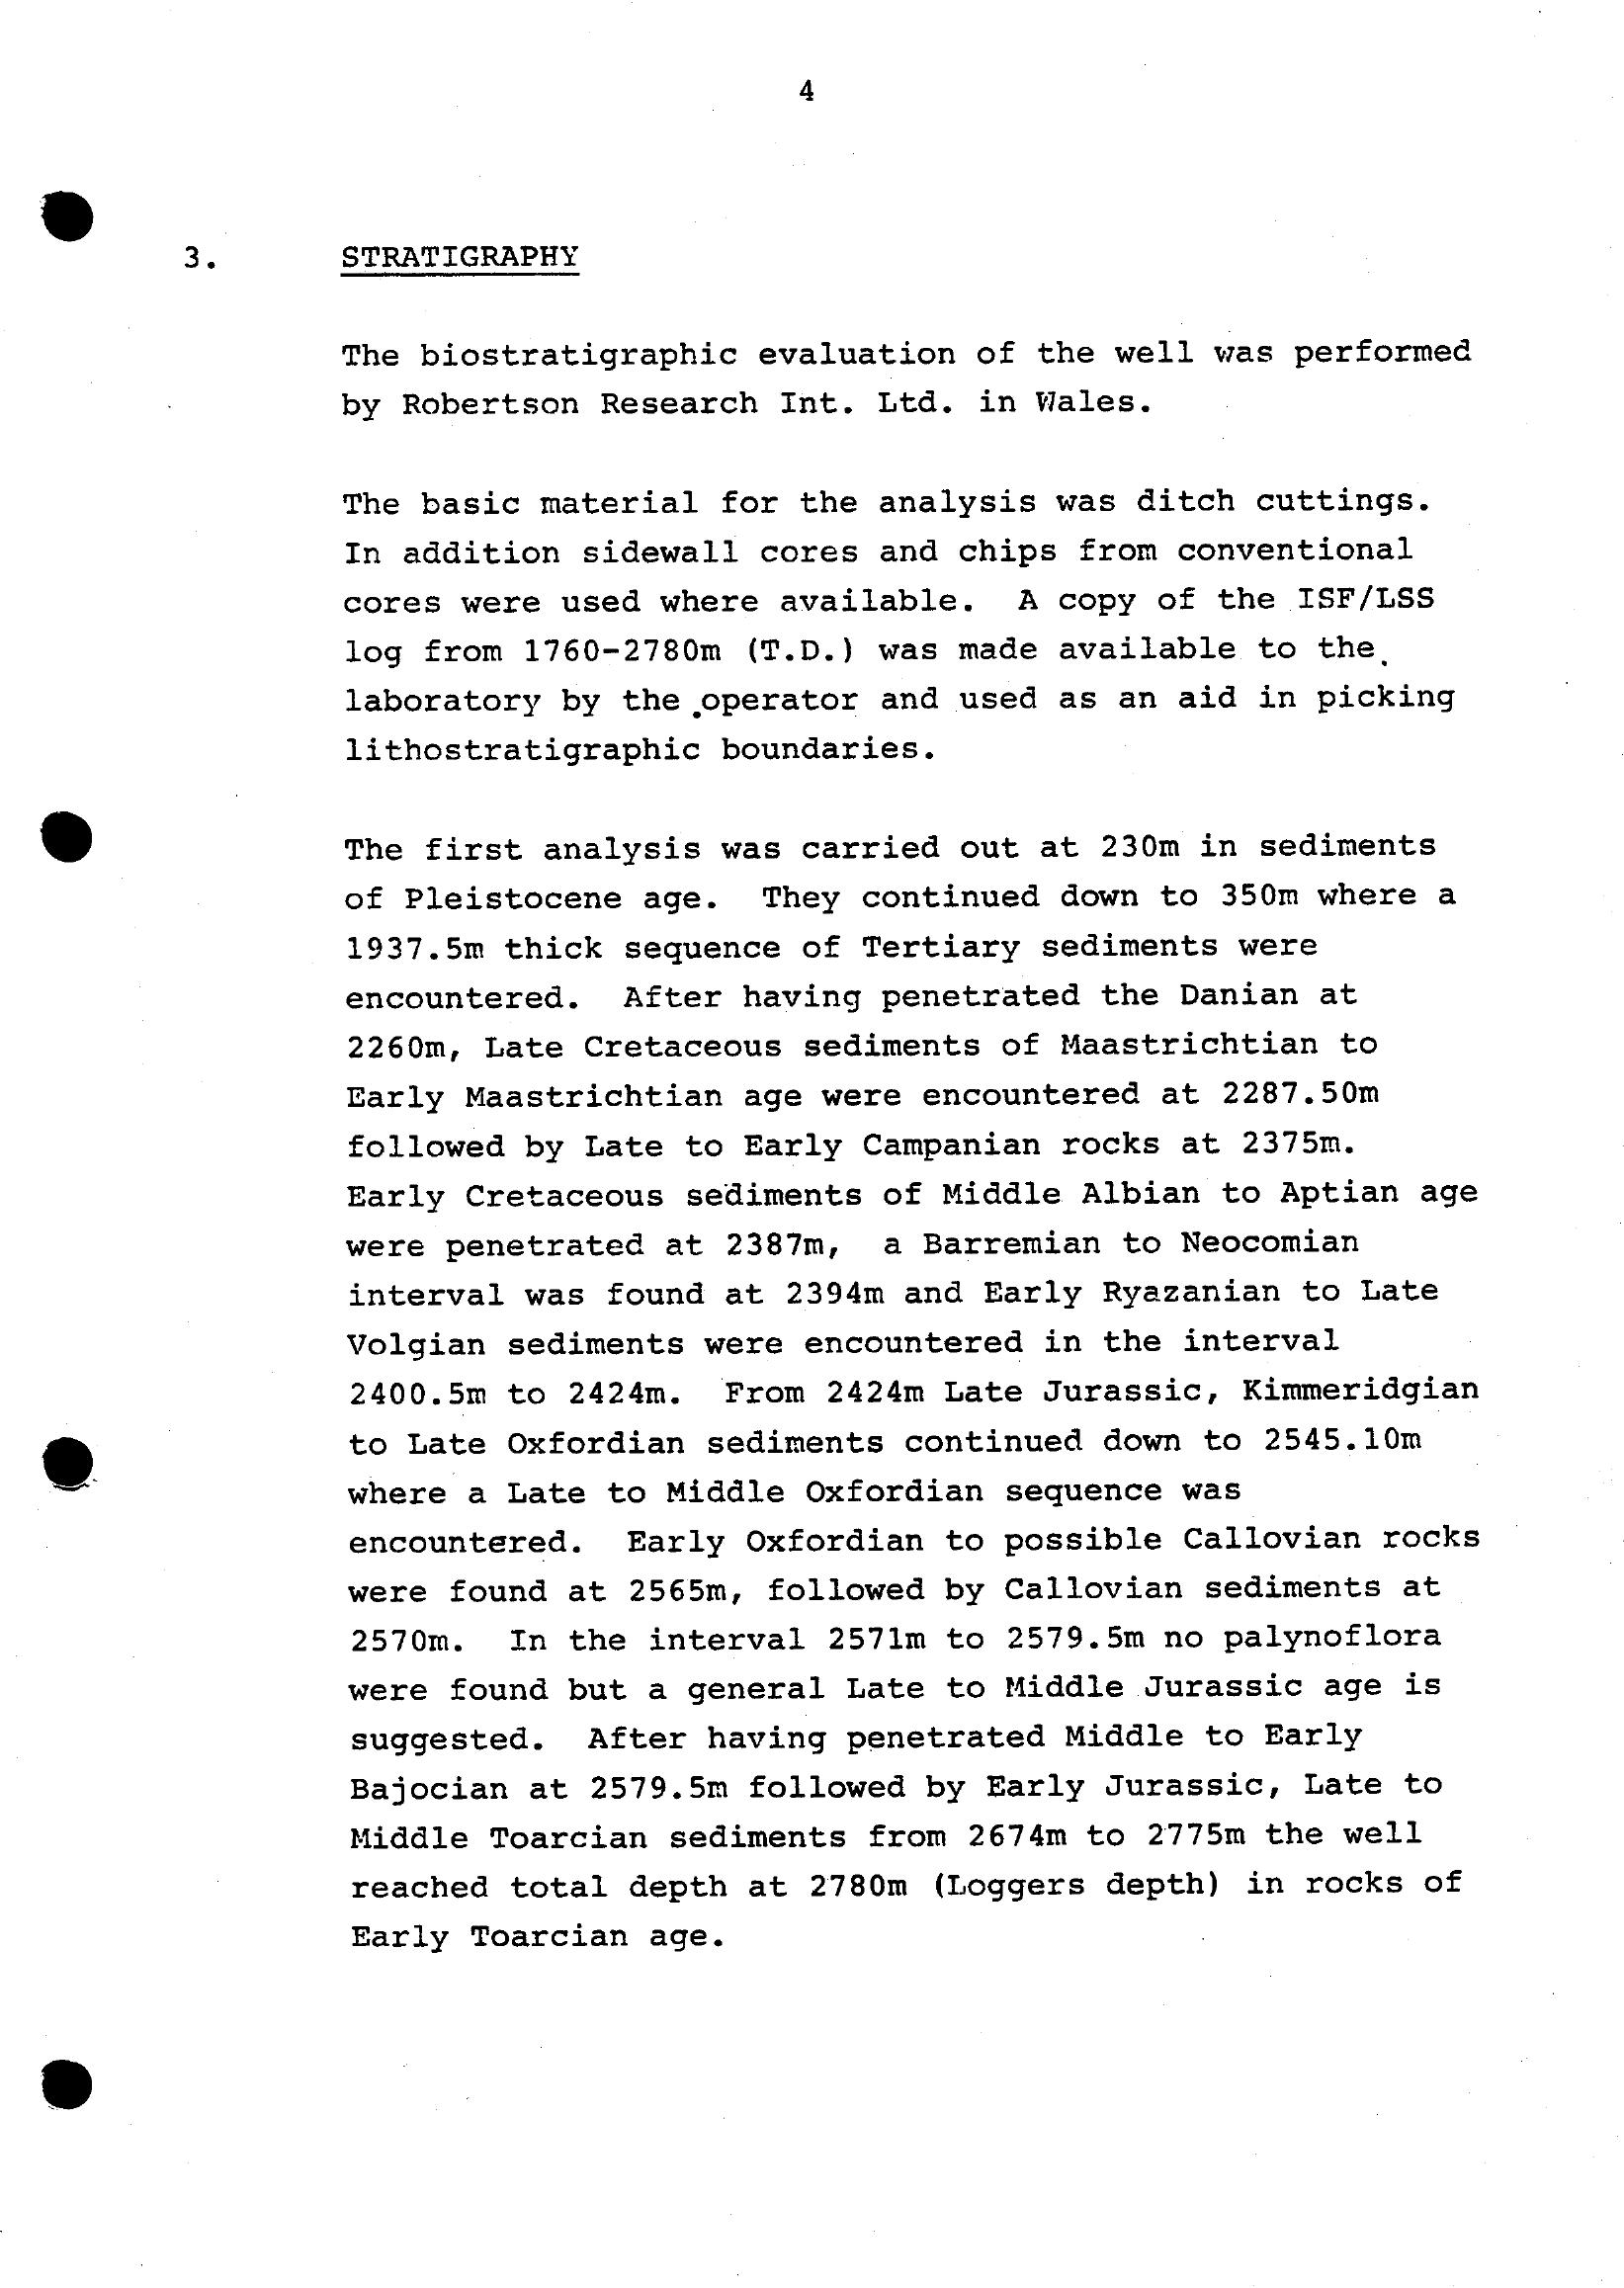 4
3. STRATIGRAPHY
The biostratigraphic evaluation of the well was performed
by Robertson Research Int. Ltd. in Wales.
The basic material for the analysis was ditch cuttings.
In addition sidewall cores and chips from conventional
cores were used where available. A copy of the ISF/LSS
log from 1760-2780m (T.D.) was made available to the
laboratory by the operator and used as an aid in picking
lithostratigraphic boundaries.
The first analysis was carried out at 230m in sediments
of Pleistocene age. They continued down to 350m where a
1937.5m thick sequence of Tertiary sediments were
encountered. After having penetrated the Danian at
2260m, Late Cretaceous sediments of Maastrichtian to
Early Maastrichtian age were encountered at 2287.50m
followed by Late to Early Campanian rocks at 2375m.
Early Cretaceous sediments of Middle Albian to Aptian age
were penetrated at 2387m, a Barremian to Neocomian
interval was found at 2394m and Early Ryazanian to Late
Volgian sediments were encountered in the interval
2400.5m to 2424m. From 2424m Late Jurassic, Kimmeridgian
to Late Oxfordian sediments continued down to 2545.10m
where a Late to Middle Oxfordian sequence was
encountered. Early Oxfordian to possible Callovian rocks
were found at 2565m, followed by Callovian sediments at
2570m. In the interval 2571m to 2579.5m no palynoflora
were found but a general Late to Middle Jurassic age is
suggested. After having penetrated Middle to Early
Bajocian at 2579.5m followed by Early Jurassic, Late to
Middle Toarcian sediments from 2674m to 2775m the well
reached total depth at 2780m (Loggers depth) in rocks of
Early Toarcian age.